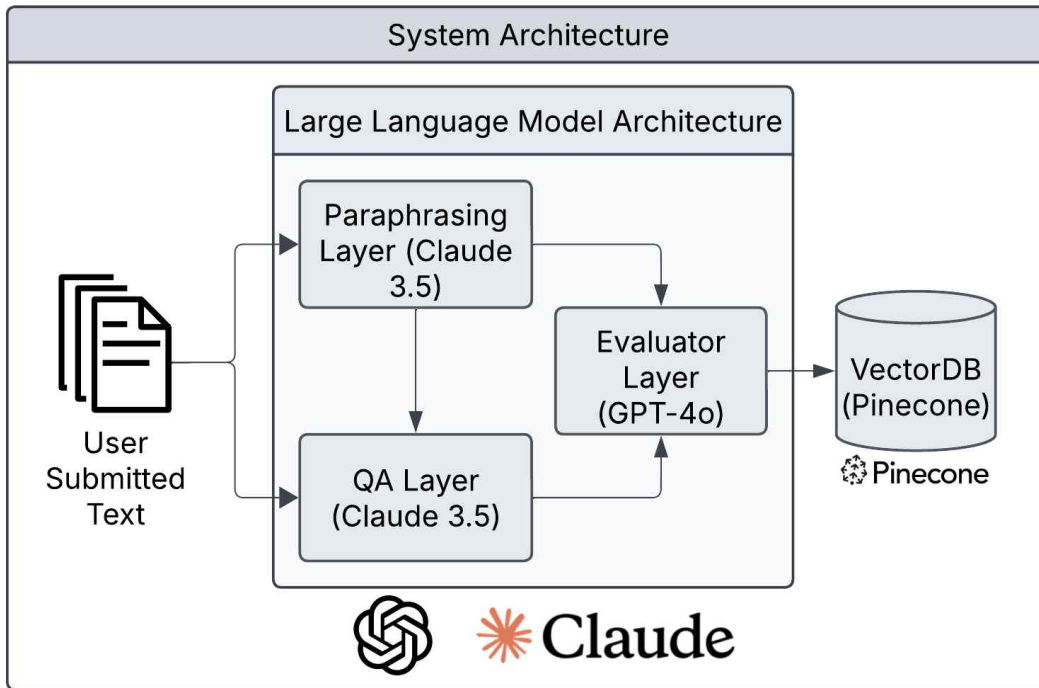 System Architecture
Large Language Model Architecture
Paraphrasing
Layer (Claude
3.5)
User
Submitted
Text
QA Layer
(Claude 3.5)
Evaluator
Layer
(GPT-4o)
VectorDB
(Pinecone)
Pinecone
Claude